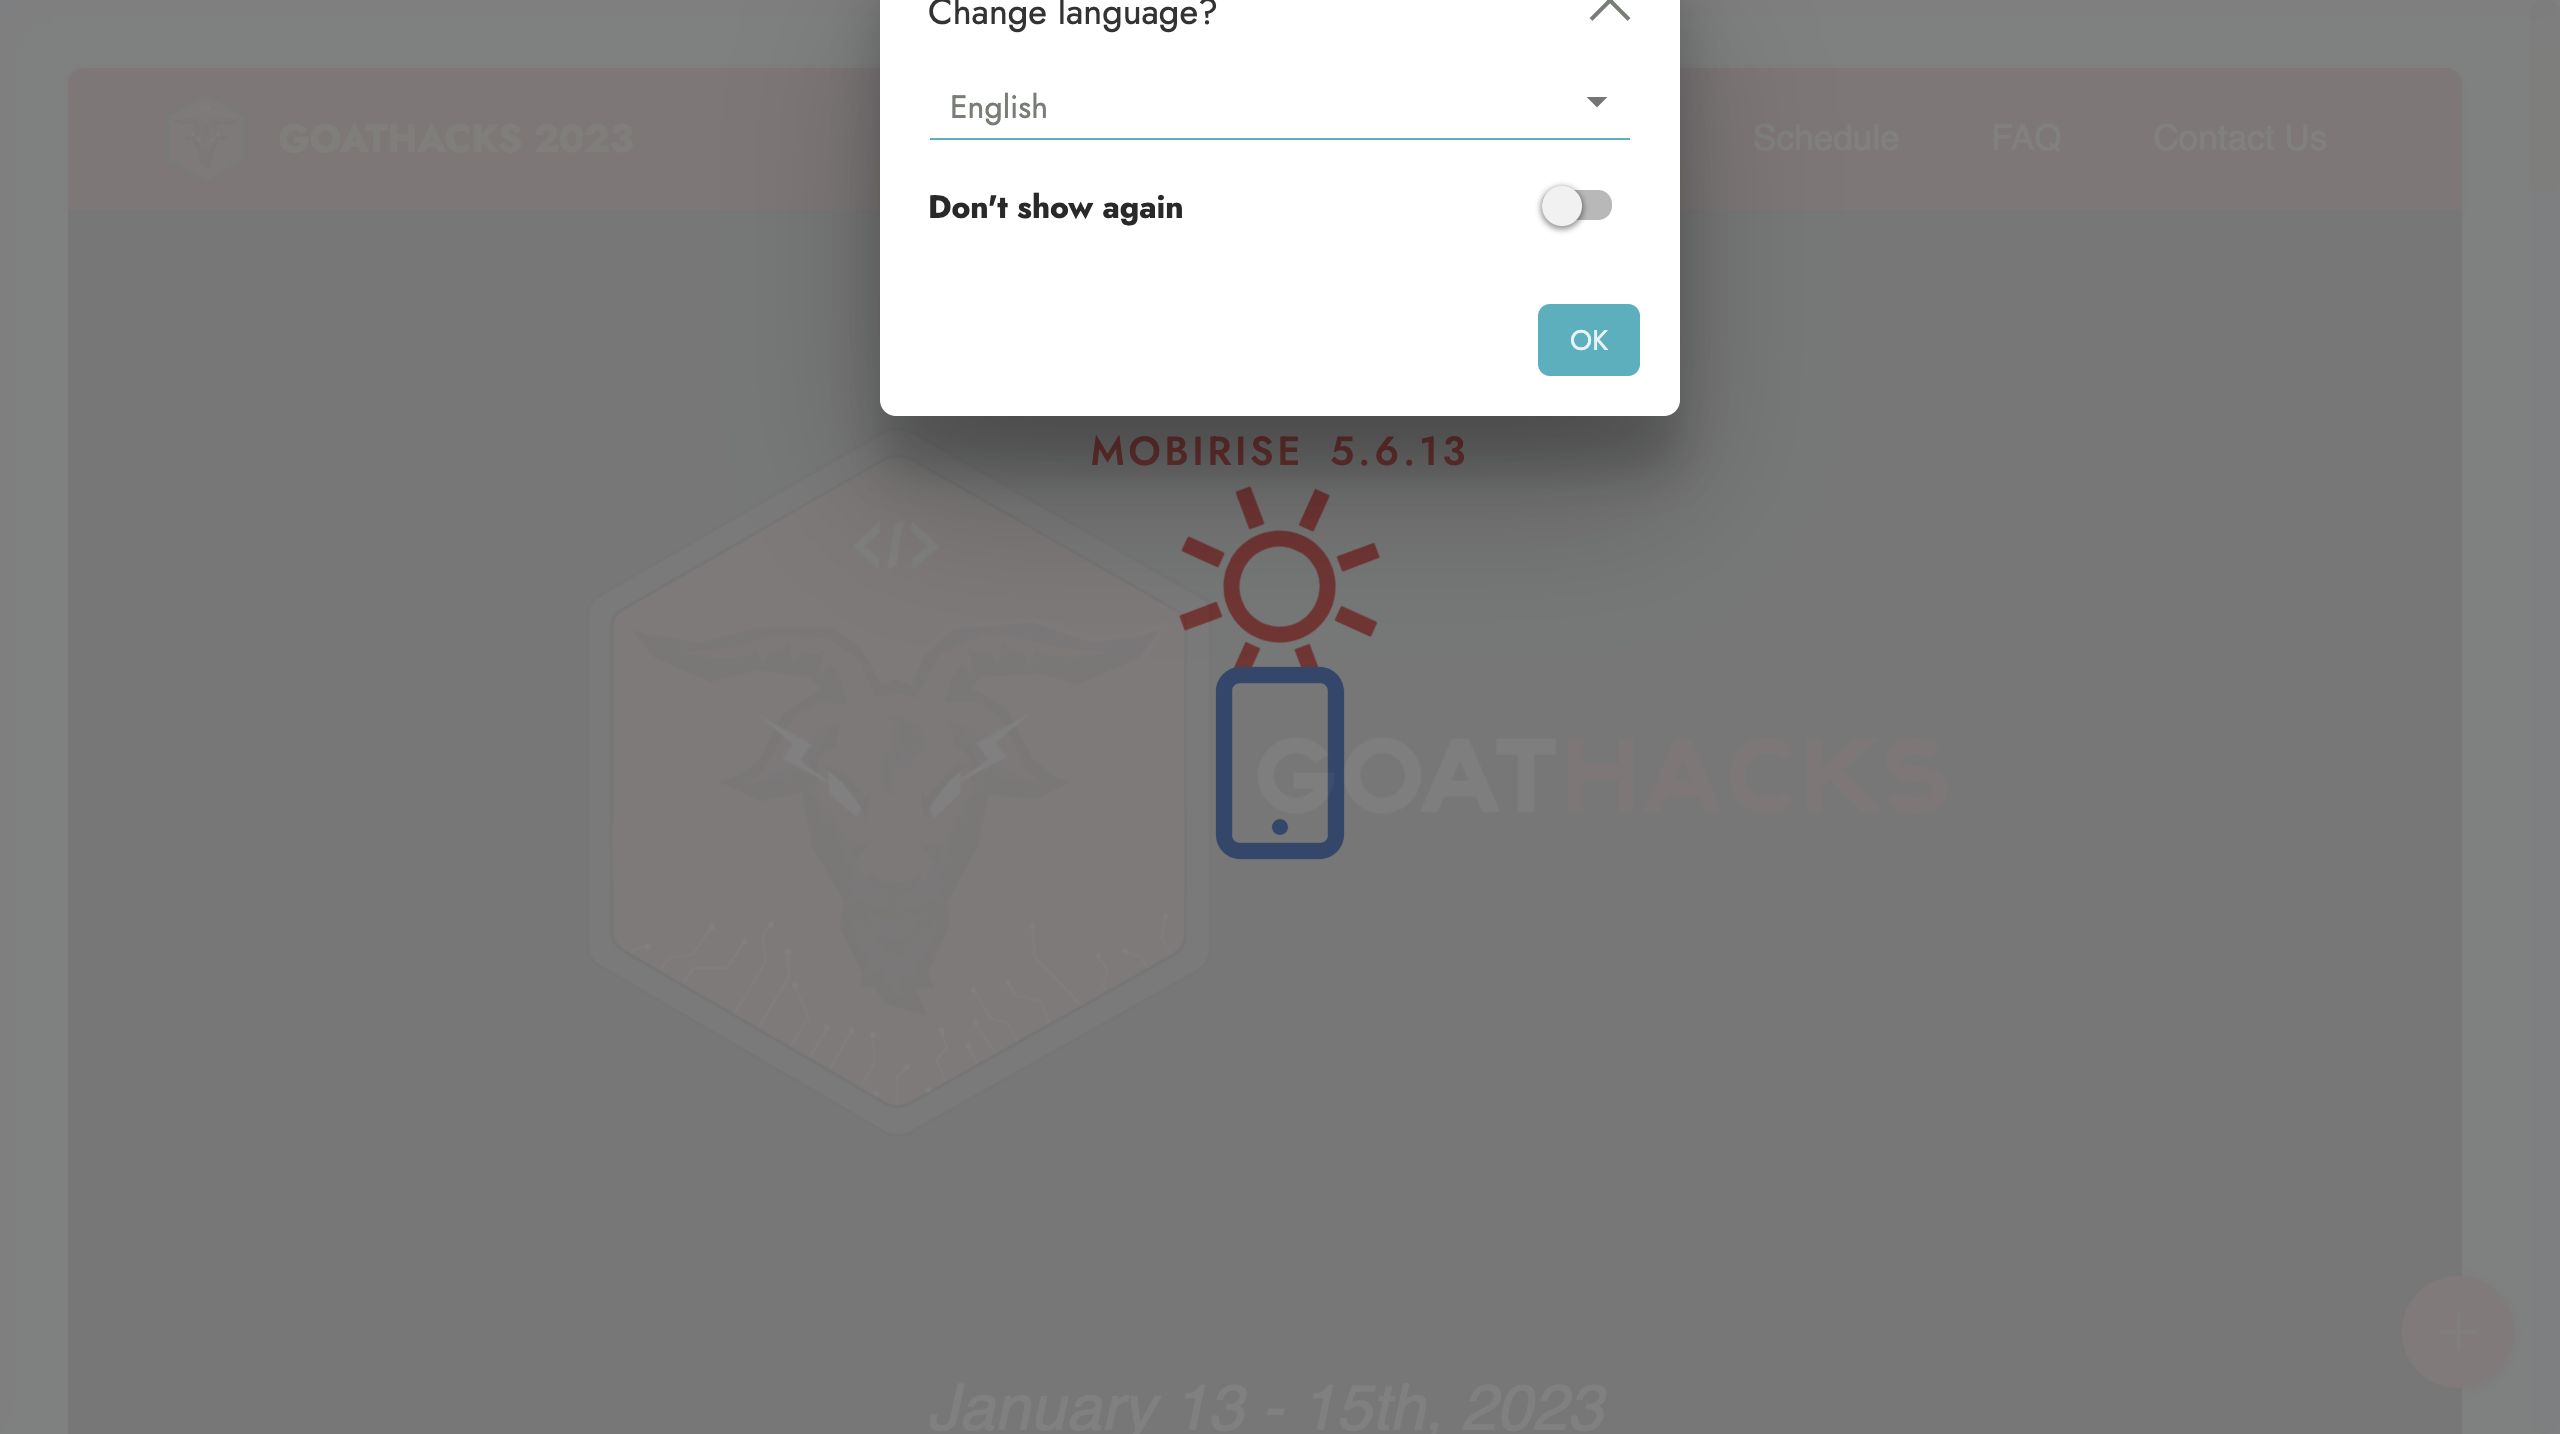 Change language?
English
Don't show again
OK
GOATHACKS 2023
Schedule
FAQ
Contact Us
MOBIRISE 5.6.13
</>
GOATHACKS
January 13 - 15th, 2023